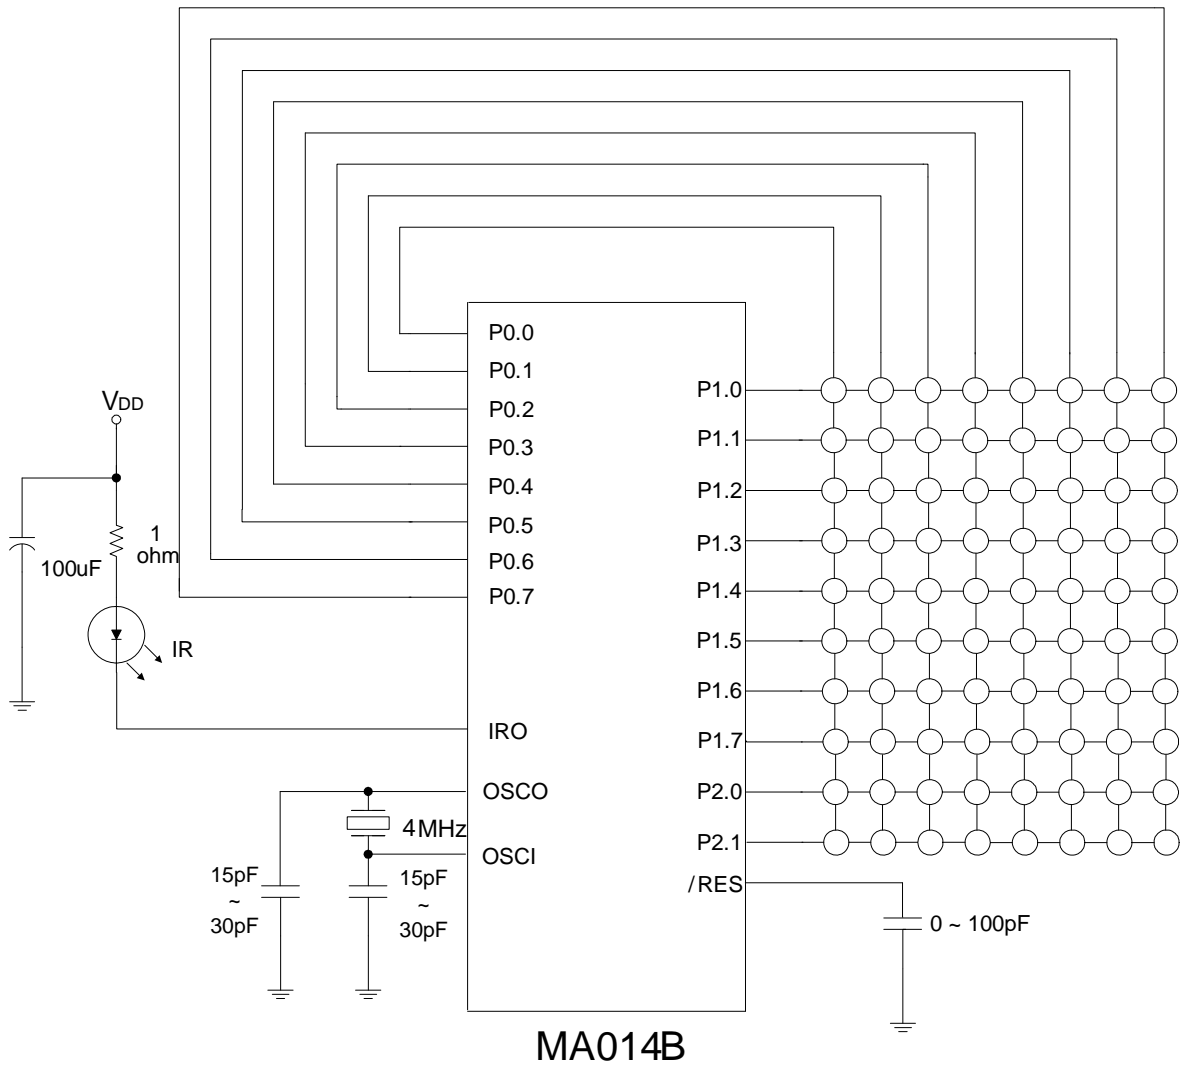 P0.0
P0.1
P0.2
P0.3
P0.4
P0.5
P0.6
P0.7
IRO
OSCO
OSCI
P1.0
P1.1
P1.2
P1.3
P1.4
P1.5
P1.6
P1.7
P2.0
P2.1
/RES
VDD
1
ohm
100uF
IR
4MHz
15pF
~
30pF
15pF
~
30pF
0 ~ 100pF
MA014B